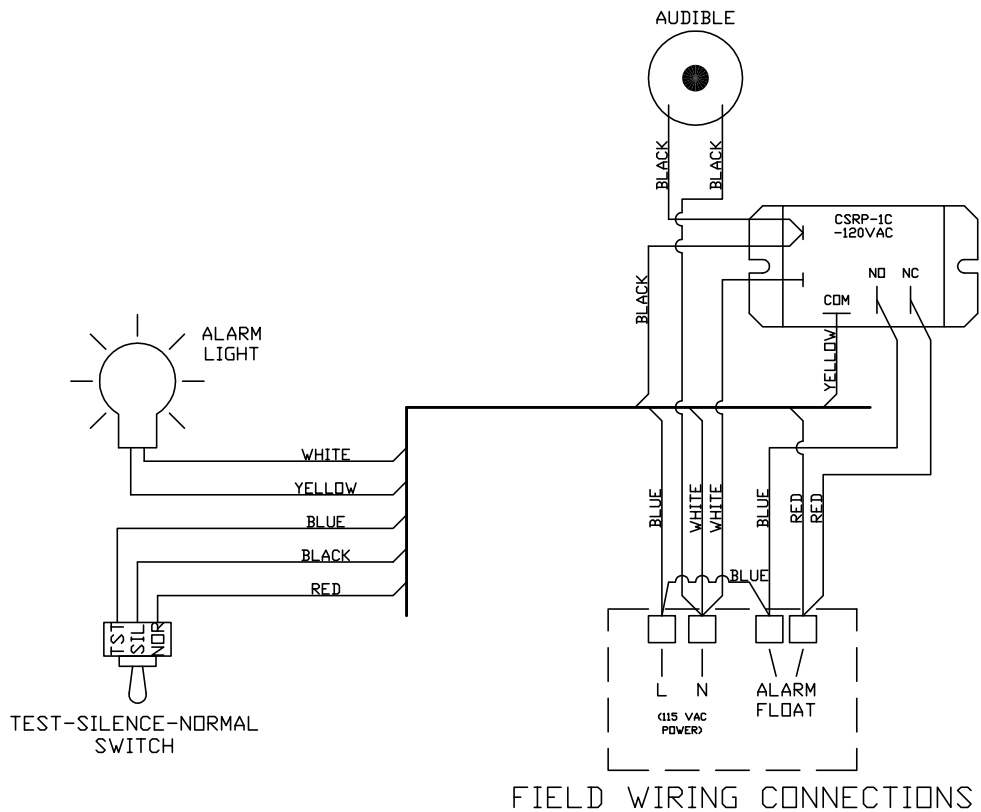 AUDIBLE
BLACK
BLACK
CSRP-1C
-120VAC
NO
NC
COM
BLACK
YELLOW
ALARM
LIGHT
WHITE
YELLOW
BLUE
BLACK
RED
BLUE
WHITE
WHITE
BLUE
RED
RED
BLUE
TST
SIL
NOR
TEST-SILENCE-NORMAL
SWITCH
L
N
(115 VAC
POWER)
ALARM
FLOAT
FIELD WIRING CONNECTIONS